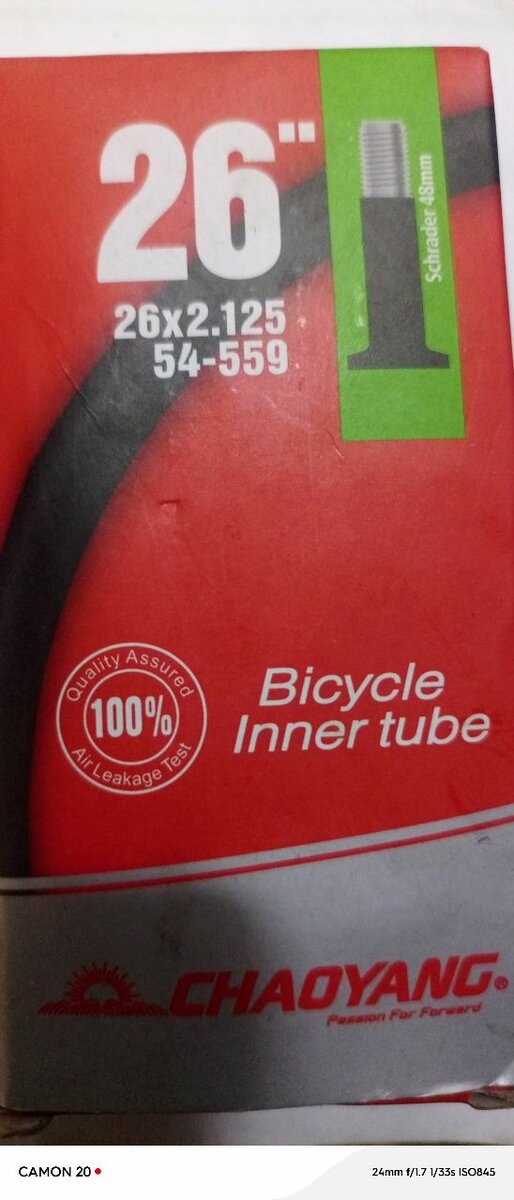 26"
26x2.125
54-559
Schrader 48mm
Quality Assured
100%
Air Leakage Test
Bicycle
Inner tube
CHAOYANG®
Passion For Forward
CAMON 20
24mm f/1.7 1/33s ISO845